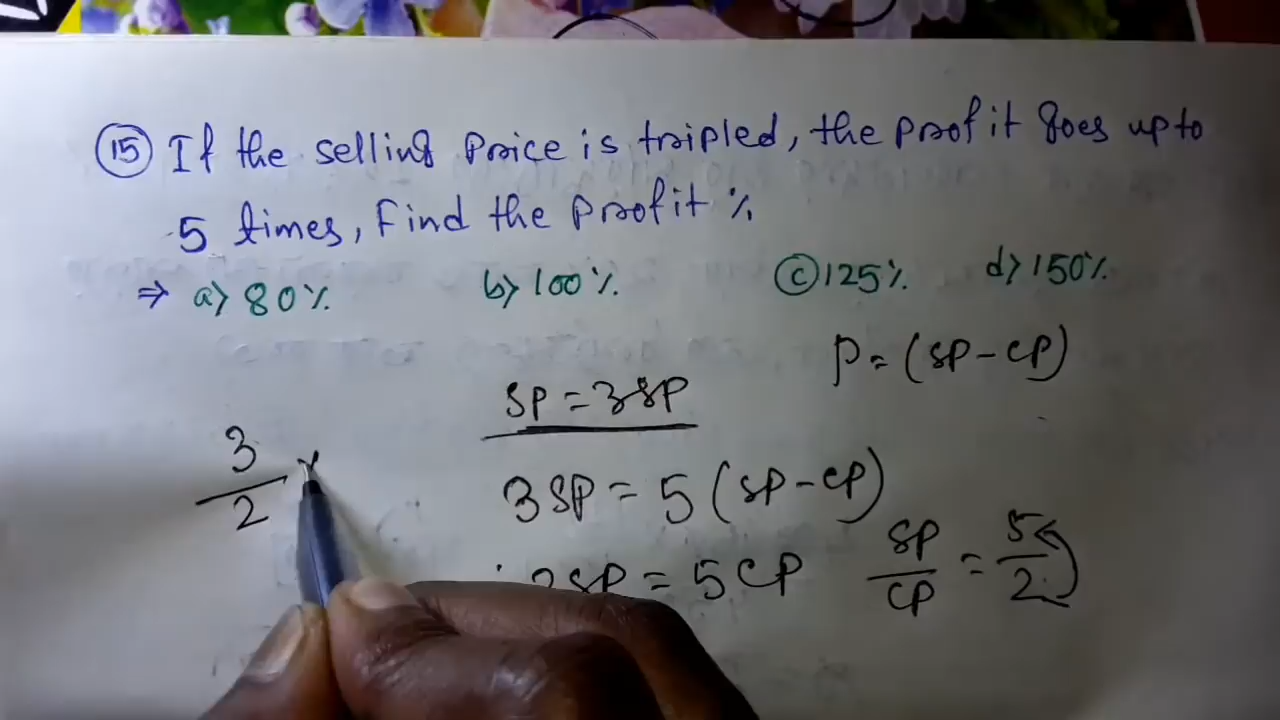 15 If the selling Price is tripled, the profit goes up to
5 times, Find the Profit %
⇒ a) 80% b) 100% c) 125% d) 150%
P = (SP - CP)
SP = 3SP
3SP = 5 (SP - CP)
2SP = 5CP
SP/CP = 5/2
3/2 ×